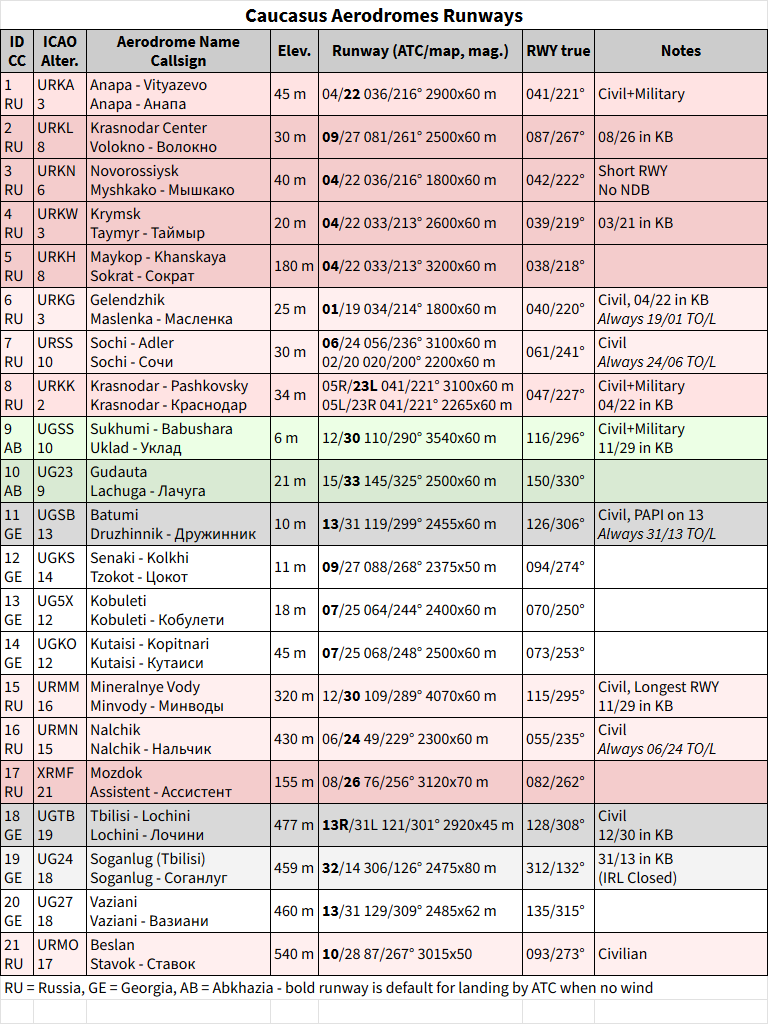 Caucasus Aerodromes Runways
ID ICAO Aerodrome Name Elev. Runway (ATC/map, mag.) RWY true Notes
CC Alter. Callsign
1 URKA Anapa - Vityazevo 45 m 04/22 036/216° 2900x60 m 041/221° Civil+Military
RU 3 Anapa - Анапа
2 URKL Krasnodar Center 30 m 09/27 081/261° 2500x60 m 087/267° 08/26 in KB
RU 8 Volokno - Волокно
3 URKN Novorossiysk 40 m 04/22 036/216° 1800x60 m 042/222° Short RWY
RU 6 Myshkako - Мышкако No NDB
4 URKW Krymsk 20 m 04/22 033/213° 2600x60 m 039/219° 03/21 in KB
RU 3 Taymyr - Таймыр
5 URKH Maykop - Khanskaya 180 m 04/22 033/213° 3200x60 m 038/218°
RU 8 Sokrat - Сократ
6 URKG Gelendzhik 25 m 01/19 034/214° 1800x60 m 040/220° Civil, 04/22 in KB
RU 3 Maslenka - Масленка Always 19/01 TO/L
7 URSS Sochi - Adler 30 m 06/24 056/236° 3100x60 m 061/241° Civil
RU 10 Sochi - Сочи 02/20 020/200° 2200x60 m Always 24/06 TO/L
8 URKK Krasnodar - Pashkovsky 34 m 05R/23L 041/221° 3100x60 m 047/227° Civil+Military
RU 2 Krasnodar - Краснодар 05L/23R 041/221° 2265x60 m 04/22 in KB
9 UGSS Sukhumi - Babushara 6 m 12/30 110/290° 3540x60 m 116/296° Civil+Military
AB 10 Uklad - Уклад 11/29 in KB
10 UG23 Gudauta 21 m 15/33 145/325° 2500x60 m 150/330°
AB 9 Lachuga - Лачуга
11 UGSB Batumi 10 m 13/31 119/299° 2455x60 m 126/306° Civil, PAPI on 13
GE 13 Druzhinnik - Дружинник Always 31/13 TO/L
12 UGKS Senaki - Kolkhi 11 m 09/27 088/268° 2375x50 m 094/274°
GE 14 Tzokot - Цокот
13 UG5X Kobuleti 18 m 07/25 064/244° 2400x60 m 070/250°
GE 12 Kobuleti - Кобулети
14 UGKO Kutaisi - Kopitnari 45 m 07/25 068/248° 2500x60 m 073/253°
GE 12 Kutaisi - Кутаиси
15 URMM Mineralnye Vody 320 m 12/30 109/289° 4070x60 m 115/295° Civil, Longest RWY
RU 16 Minvody - Минводы 11/29 in KB
16 URMN Nalchik 430 m 06/24 49/229° 2300x60 m 055/235° Civil
RU 15 Nalchik - Нальчик Always 06/24 TO/L
17 XRMF Mozdok 155 m 08/26 76/256° 3120x70 m 082/262°
RU 21 Assistent - Ассистент
18 UGTB Tbilisi - Lochini 477 m 13R/31L 121/301° 2920x45 m 128/308° Civil
GE 19 Lochini - Лочини 12/30 in KB
19 UG24 Soganlug (Tbilisi) 459 m 32/14 306/126° 2475x80 m 312/132° 31/13 in KB
GE 18 Soganlug - Соганлуг (IRL Closed)
20 UG27 Vaziani 460 m 13/31 129/309° 2485x62 m 135/315°
GE 18 Vaziani - Вазиани
21 URMO Beslan 540 m 10/28 87/267° 3015x50 093/273° Civilian
RU 17 Stavok - Ставок
RU = Russia, GE = Georgia, AB = Abkhazia - bold runway is default for landing by ATC when no wind